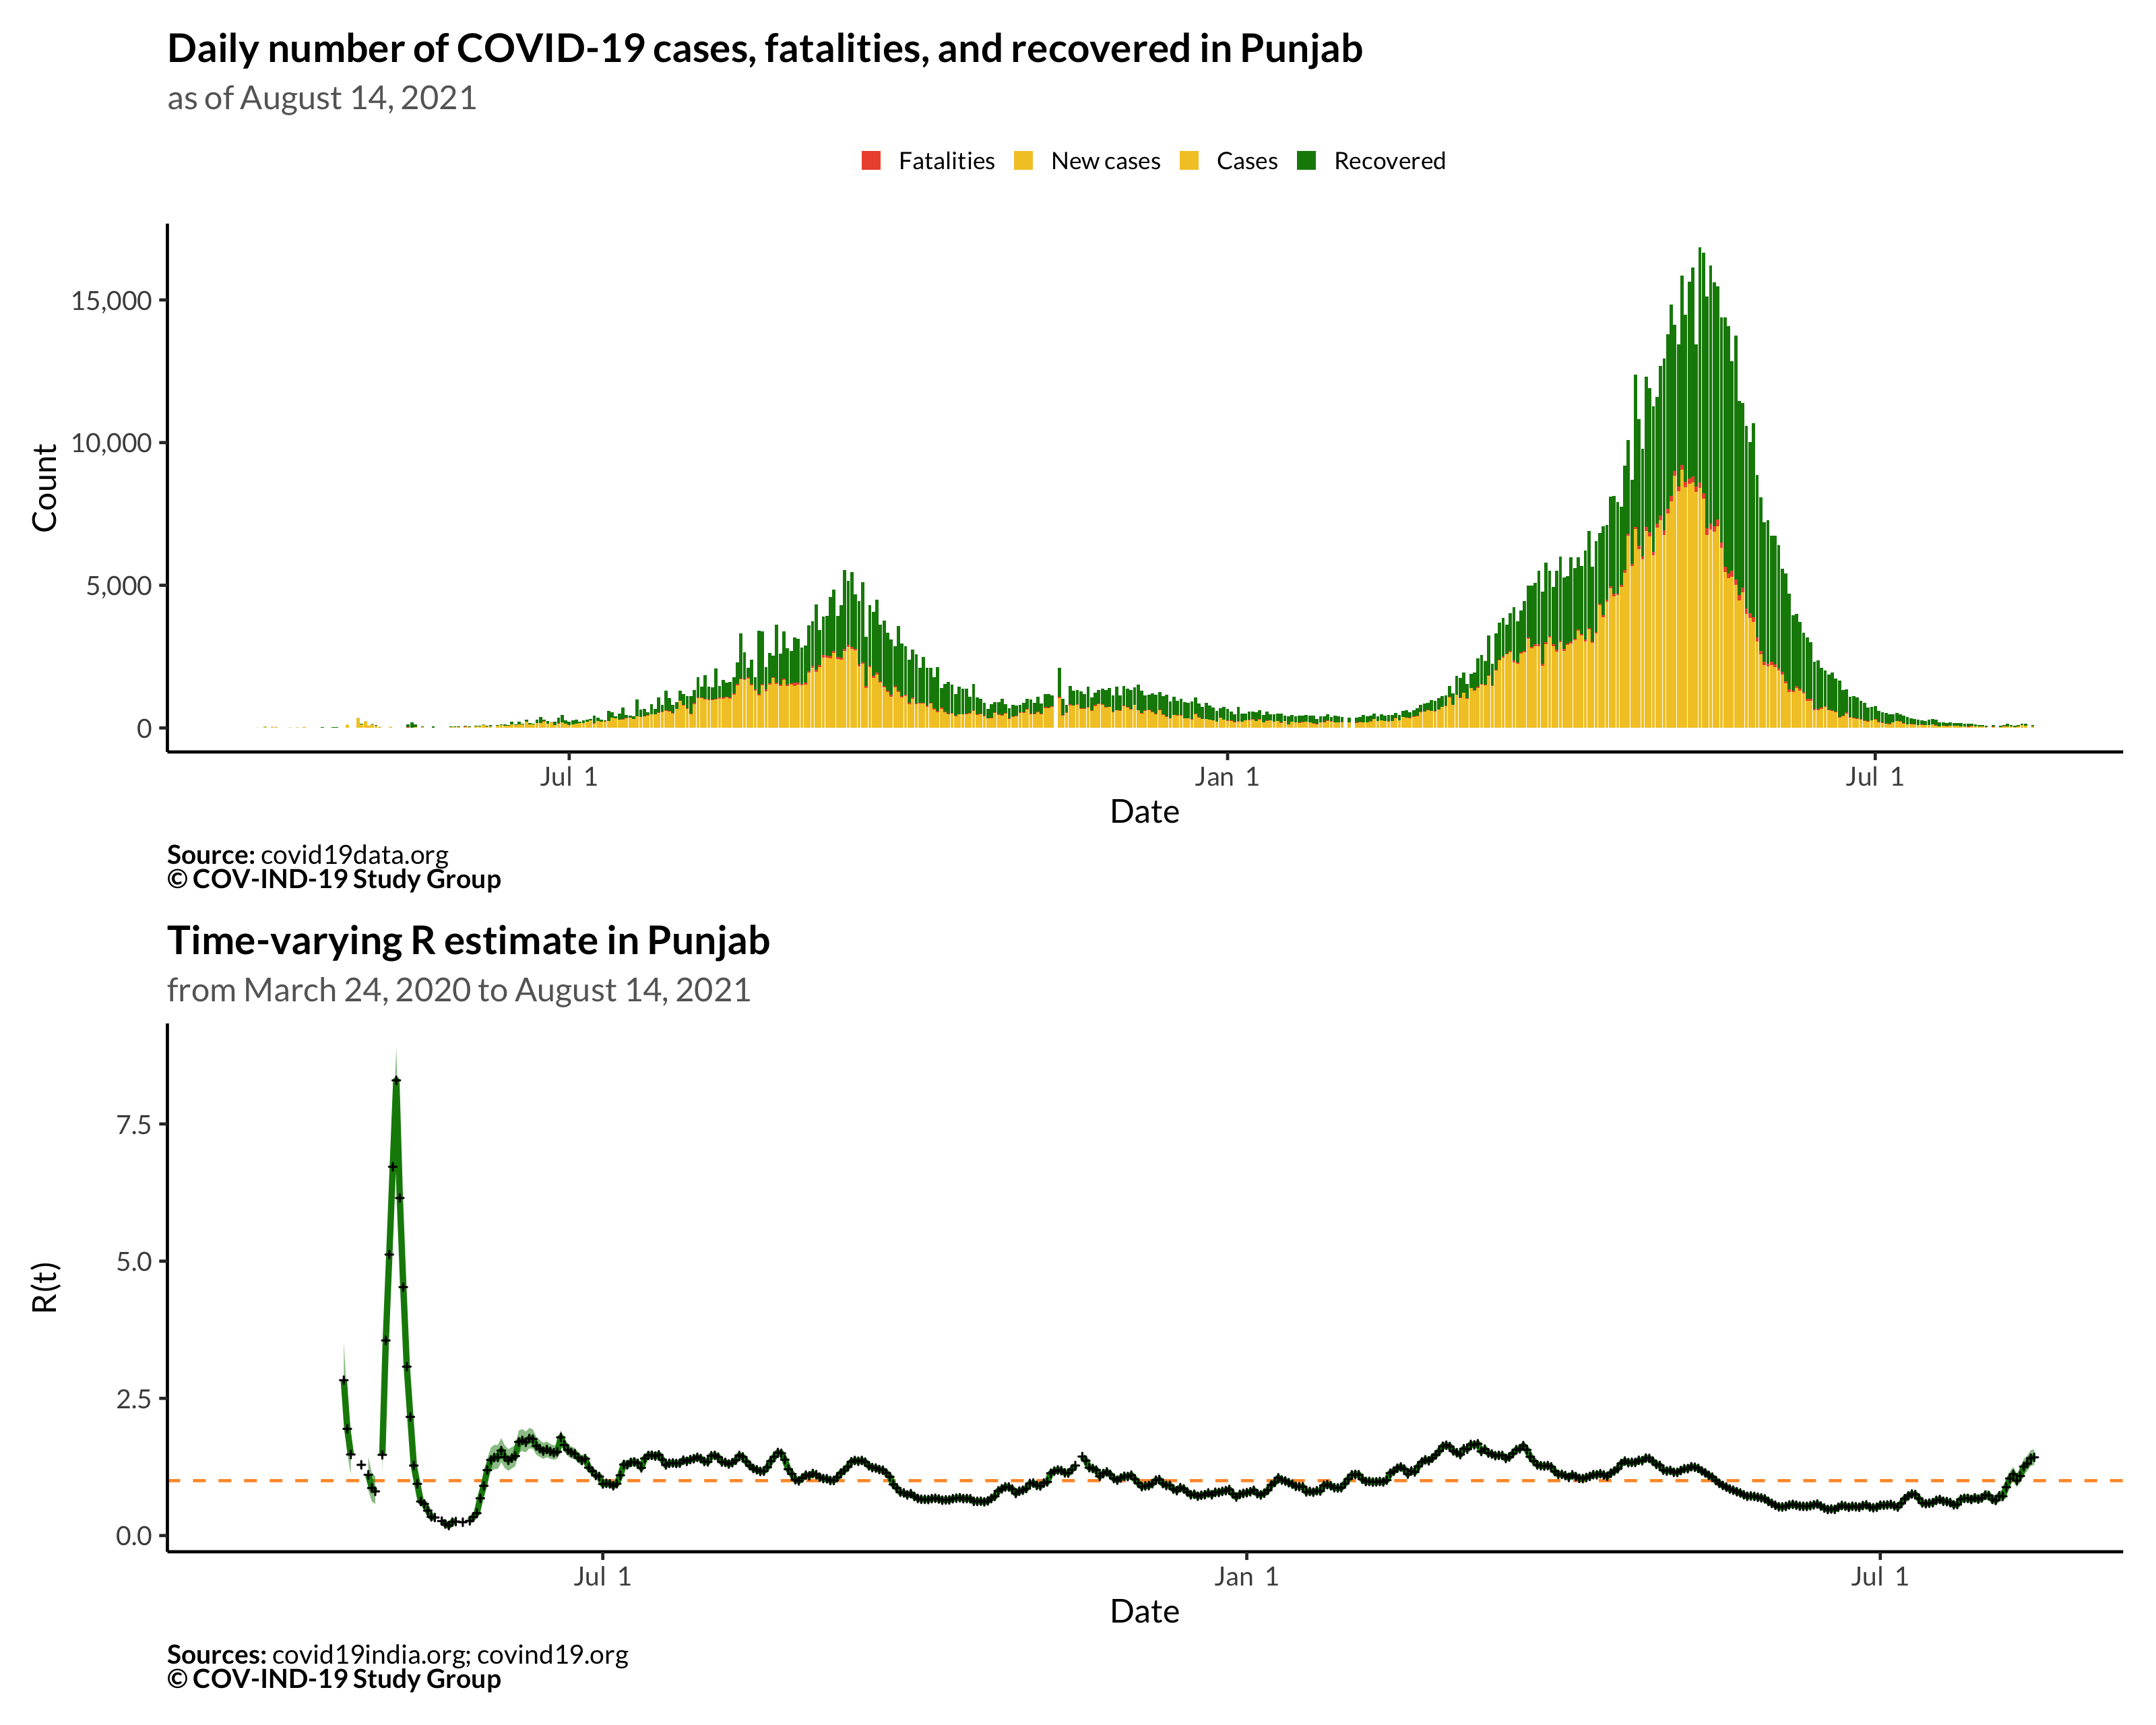 Daily number of COVID-19 cases, fatalities, and recovered in Punjab
as of August 14, 2021
Fatalities New cases Cases Recovered
Count
15,000
10,000
5,000
0
Jul 1 Jan 1 Jul 1
Date
Source: covid19data.org
© COV-IND-19 Study Group
Time-varying R estimate in Punjab
from March 24, 2020 to August 14, 2021
R(t)
7.5
5.0
2.5
0.0
Jul 1 Jan 1 Jul 1
Date
Sources: covid19india.org; covind19.org
© COV-IND-19 Study Group